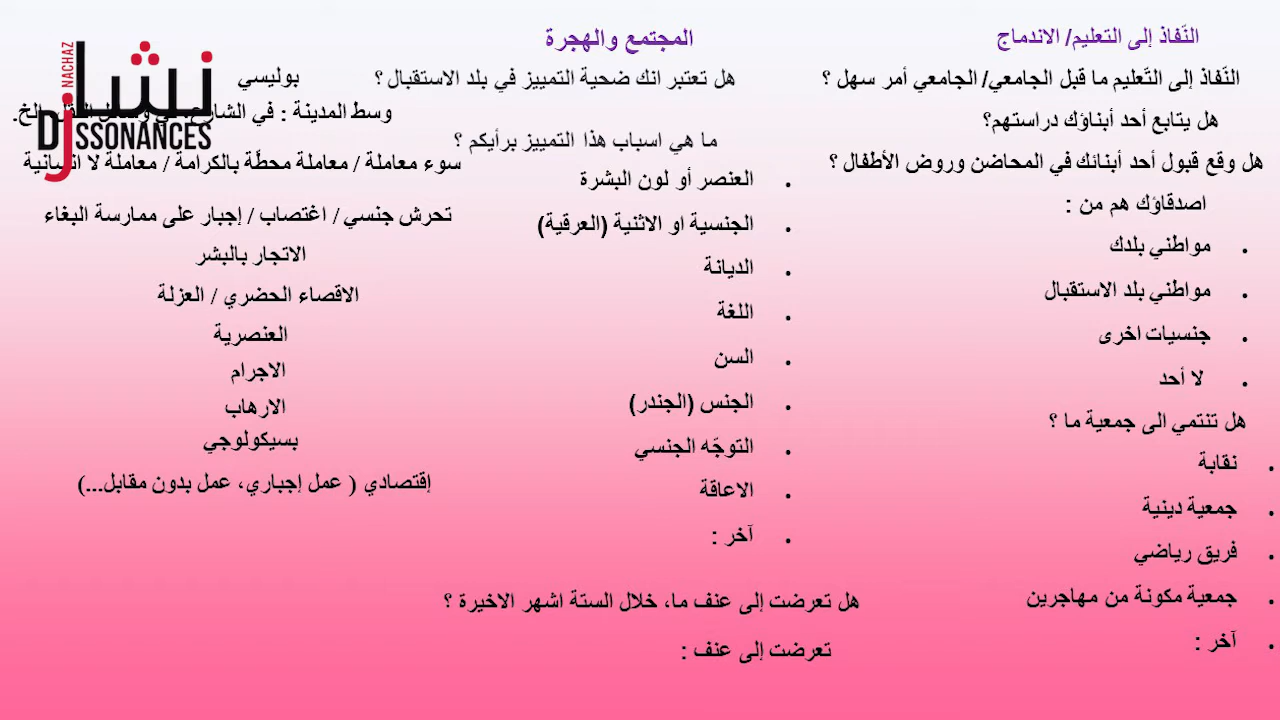 النّفاذ إلى التعليم/ الاندماج
النّفاذ إلى التّعليم ما قبل الجامعي/ الجامعي أمر سهل ؟
هل يتابع أحد أبناؤك دراستهم؟
هل وقع قبول أحد أبنائك في المحاضن وروض الأطفال ؟
اصدقاؤك هم من :
• مواطني بلدك
• مواطني بلد الاستقبال
• جنسيات اخرى
• لا أحد
هل تنتمي الى جمعية ما ؟
• نقابة
• جمعية دينية
• فريق رياضي
• جمعية مكونة من مهاجرين
• آخر :
المجتمع والهجرة
هل تعتبر انك ضحية التمييز في بلد الاستقبال ؟
ما هي اسباب هذا التمييز برأيكم ؟
• العنصر أو لون البشرة
• الجنسية او الاثنية (العرقية)
• الديانة
• اللغة
• السن
• الجنس (الجندر)
• التوجّه الجنسي
• الاعاقة
• آخر :
هل تعرضت إلى عنف ما، خلال الستة اشهر الاخيرة ؟
تعرضت إلى عنف :
بوليسي
وسط المدينة : في الشارع، في وسائل النقل الخ.
سوء معاملة / معاملة محطّة بالكرامة / معاملة لا انسانية
تحرش جنسي / اغتصاب / إجبار على ممارسة البغاء
الاتجار بالبشر
الاقصاء الحضري / العزلة
العنصرية
الاجرام
الارهاب
بسيكولوجي
إقتصادي ( عمل إجباري، عمل بدون مقابل...)
نشاز
NACHAZ
DISSONANCES